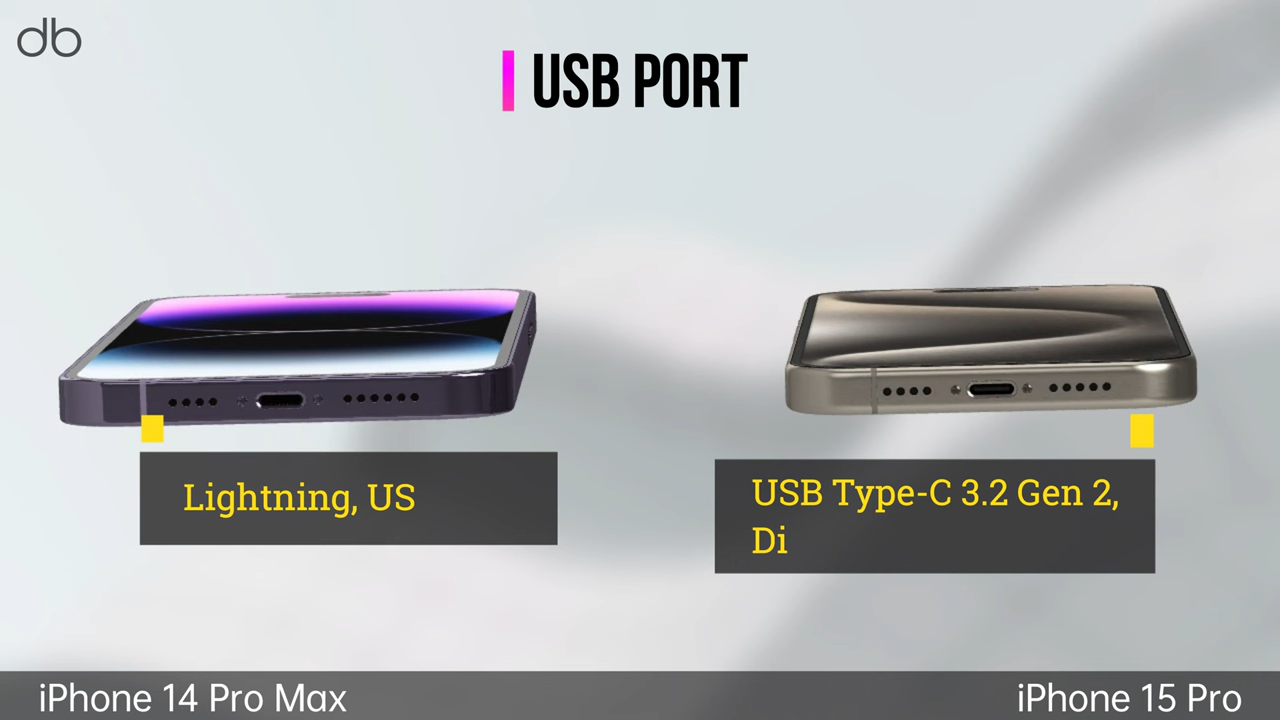 db
USB PORT
Lightning, US
USB Type-C 3.2 Gen 2,
Di
iPhone 14 Pro Max
iPhone 15 Pro